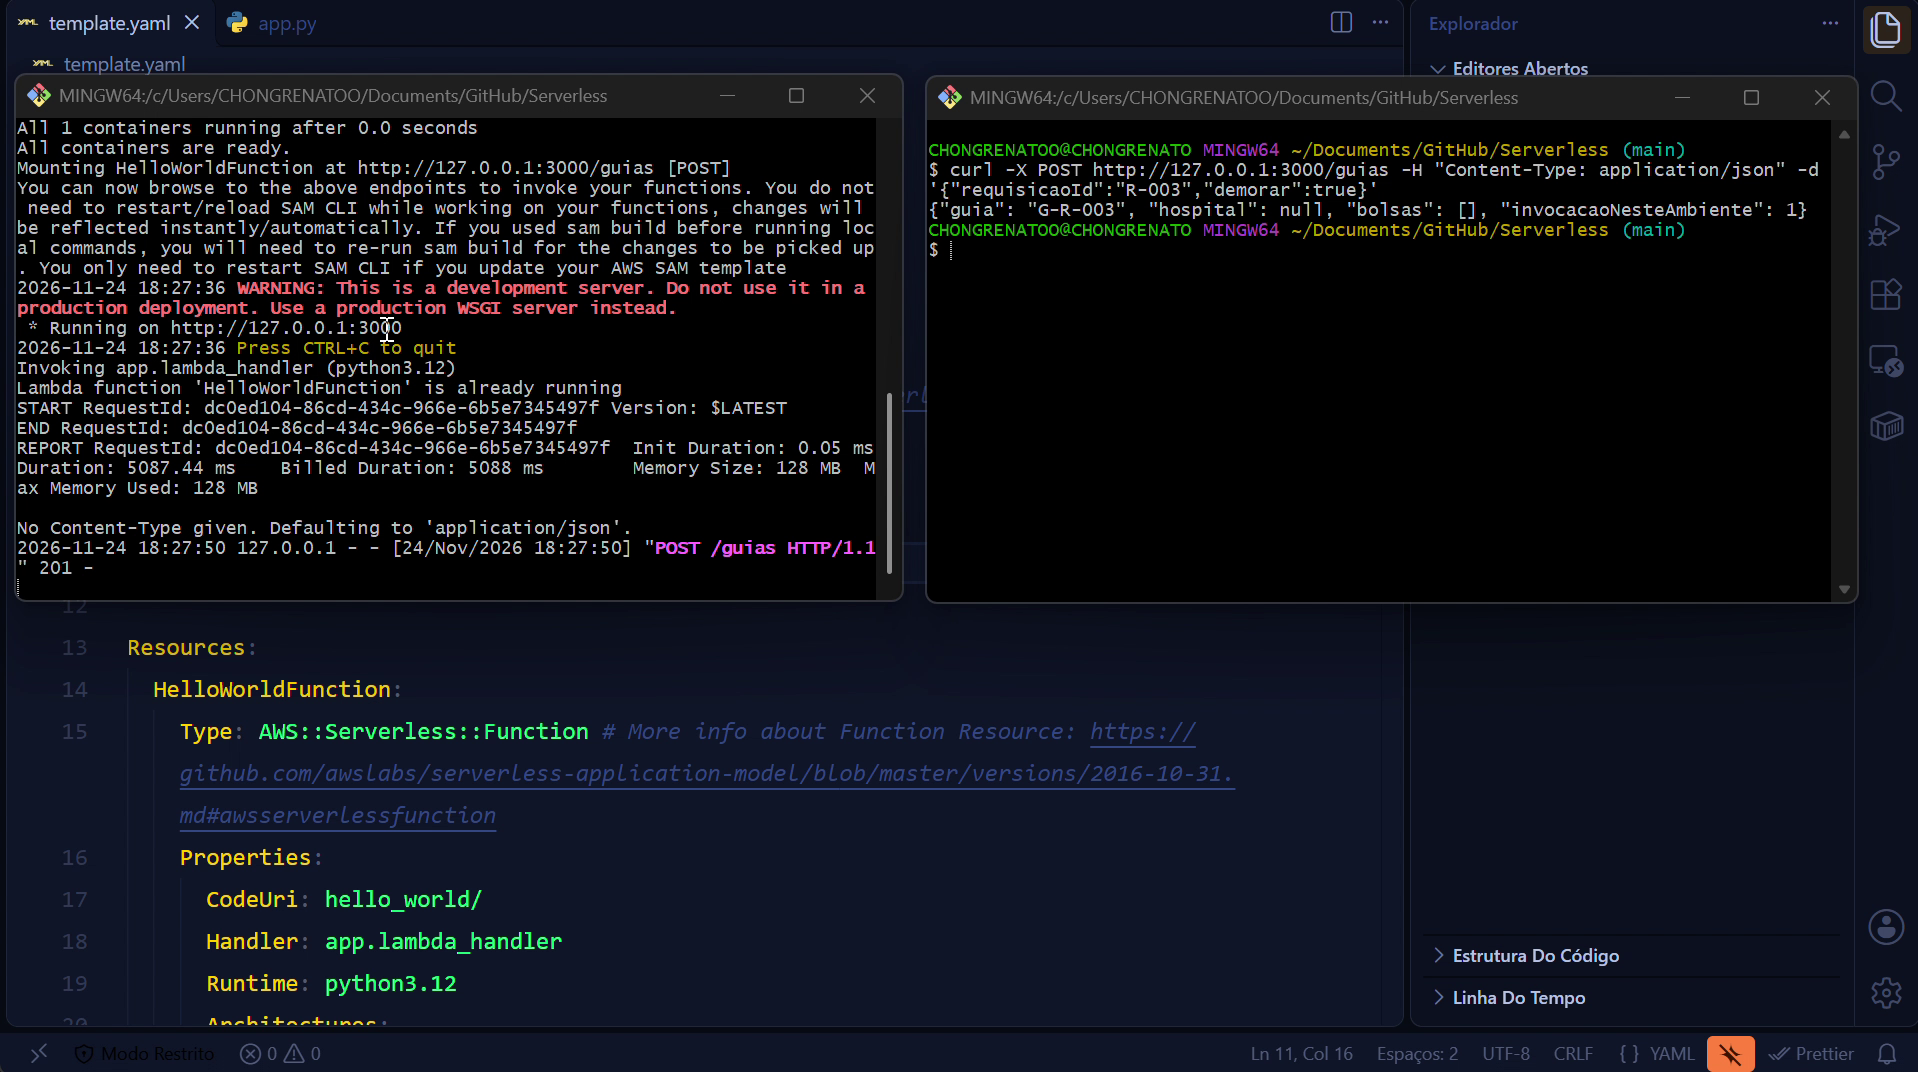 template.yaml
app.py
Explorador
template.yaml
Editores Abertos
MINGW64:/c/Users/CHONGRENATOO/Documents/GitHub/Serverless
All 1 containers running after 0.0 seconds
All containers are ready.
Mounting HelloWorldFunction at http://127.0.0.1:3000/guias [POST]
You can now browse to the above endpoints to invoke your functions. You do not
need to restart/reload SAM CLI while working on your functions, changes will
be reflected instantly/automatically. If you used sam build before running loc
al commands, you will need to re-run sam build for the changes to be picked up
. You only need to restart SAM CLI if you update your AWS SAM template
2026-11-24 18:27:36 WARNING: This is a development server. Do not use it in a
production deployment. Use a production WSGI server instead.
* Running on http://127.0.0.1:3000
2026-11-24 18:27:36 Press CTRL+C to quit
Invoking app.lambda_handler (python3.12)
Lambda function 'HelloWorldFunction' is already running
START RequestId: dc0ed104-86cd-434c-966e-6b5e7345497f Version: $LATEST
END RequestId: dc0ed104-86cd-434c-966e-6b5e7345497f
REPORT RequestId: dc0ed104-86cd-434c-966e-6b5e7345497f  Init Duration: 0.05 ms
Duration: 5087.44 ms    Billed Duration: 5088 ms        Memory Size: 128 MB  M
ax Memory Used: 128 MB
No Content-Type given. Defaulting to 'application/json'.
2026-11-24 18:27:50 127.0.0.1 - - [24/Nov/2026 18:27:50] "POST /guias HTTP/1.1
" 201 -
MINGW64:/c/Users/CHONGRENATOO/Documents/GitHub/Serverless
CHONGRENATOO@CHONGRENATO MINGW64 ~/Documents/GitHub/Serverless (main)
$ curl -X POST http://127.0.0.1:3000/guias -H "Content-Type: application/json" -d
'{"requisicaoId":"R-003","demorar":true}'
{"guia": "G-R-003", "hospital": null, "bolsas": [], "invocacaoNesteAmbiente": 1}
CHONGRENATOO@CHONGRENATO MINGW64 ~/Documents/GitHub/Serverless (main)
$
12
13 Resources:
14 HelloWorldFunction:
15 Type: AWS::Serverless::Function # More info about Function Resource: https://
github.com/awslabs/serverless-application-model/blob/master/versions/2016-10-31.
md#awsserverlessfunction
16 Properties:
17 CodeUri: hello_world/
18 Handler: app.lambda_handler
19 Runtime: python3.12
20 Architectures:
Estrutura Do Código
Linha Do Tempo
Modo Restrito
0 0
Ln 11, Col 16
Espaços: 2
UTF-8
CRLF
{ } YAML
Prettier